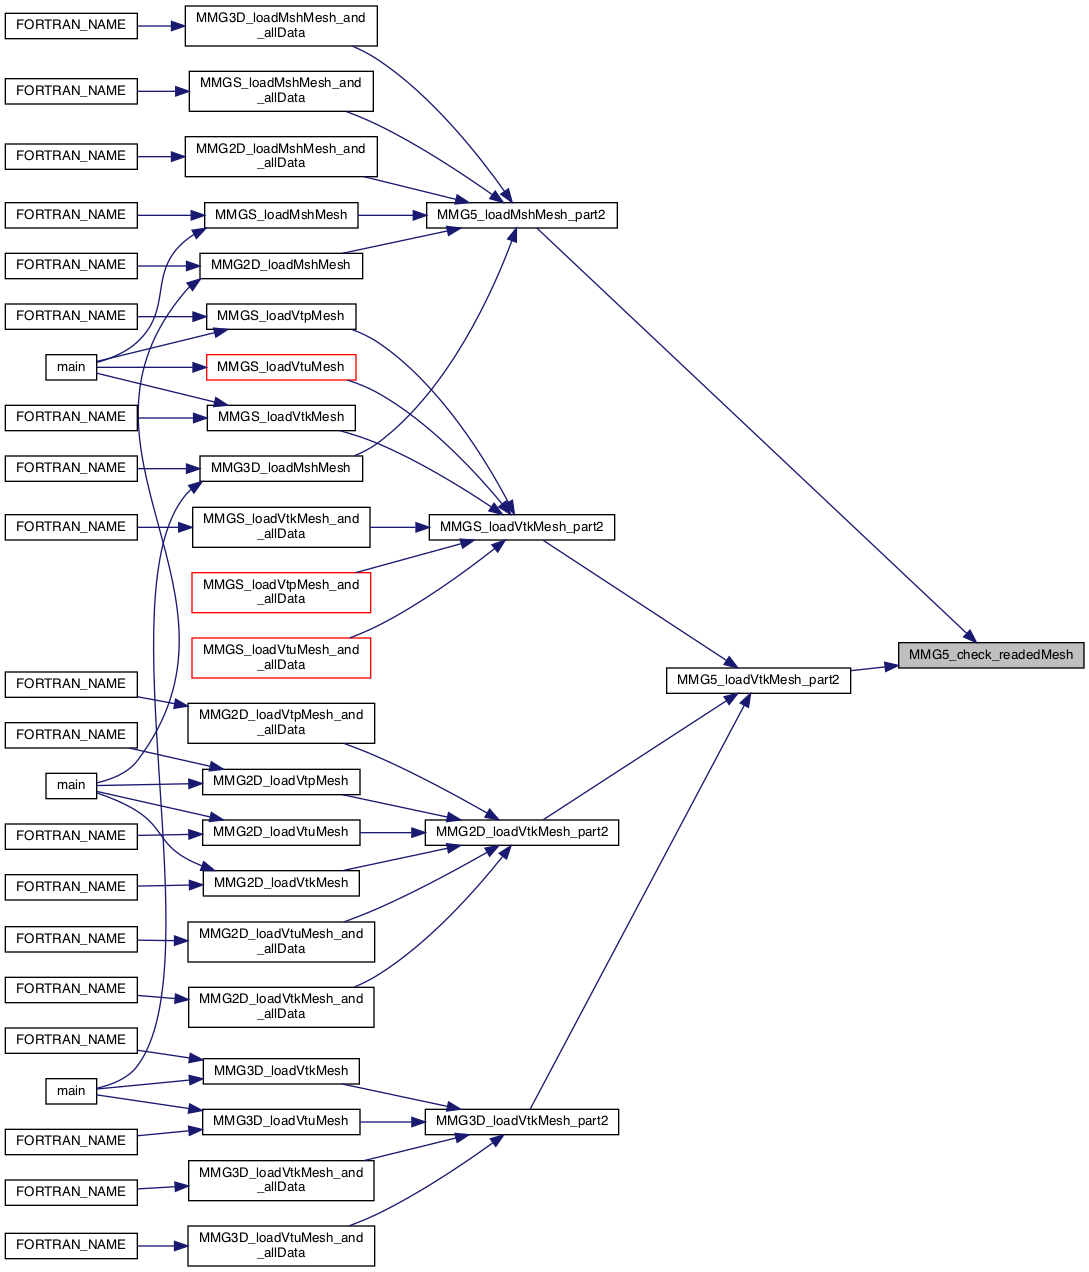 FORTRAN_NAME
MMG3D_loadMshMesh_and
_allData
FORTRAN_NAME
MMGS_loadMshMesh_and
_allData
FORTRAN_NAME
MMG2D_loadMshMesh_and
_allData
FORTRAN_NAME
MMGS_loadMshMesh
MMG5_loadMshMesh_part2
FORTRAN_NAME
MMG2D_loadMshMesh
FORTRAN_NAME
MMGS_loadVtpMesh
main
MMGS_loadVtuMesh
FORTRAN_NAME
MMGS_loadVtkMesh
FORTRAN_NAME
MMG3D_loadMshMesh
FORTRAN_NAME
MMGS_loadVtkMesh_and
_allData
MMGS_loadVtkMesh_part2
MMGS_loadVtpMesh_and
_allData
MMGS_loadVtuMesh_and
_allData
MMG5_check_readedMesh
MMG5_loadVtkMesh_part2
FORTRAN_NAME
MMG2D_loadVtpMesh_and
_allData
FORTRAN_NAME
MMG2D_loadVtpMesh
main
FORTRAN_NAME
MMG2D_loadVtuMesh
MMG2D_loadVtkMesh_part2
FORTRAN_NAME
MMG2D_loadVtkMesh
FORTRAN_NAME
MMG2D_loadVtuMesh_and
_allData
FORTRAN_NAME
MMG2D_loadVtkMesh_and
_allData
FORTRAN_NAME
MMG3D_loadVtkMesh
main
MMG3D_loadVtuMesh
MMG3D_loadVtkMesh_part2
FORTRAN_NAME
MMG3D_loadVtkMesh_and
_allData
FORTRAN_NAME
MMG3D_loadVtuMesh_and
_allData
FORTRAN_NAME